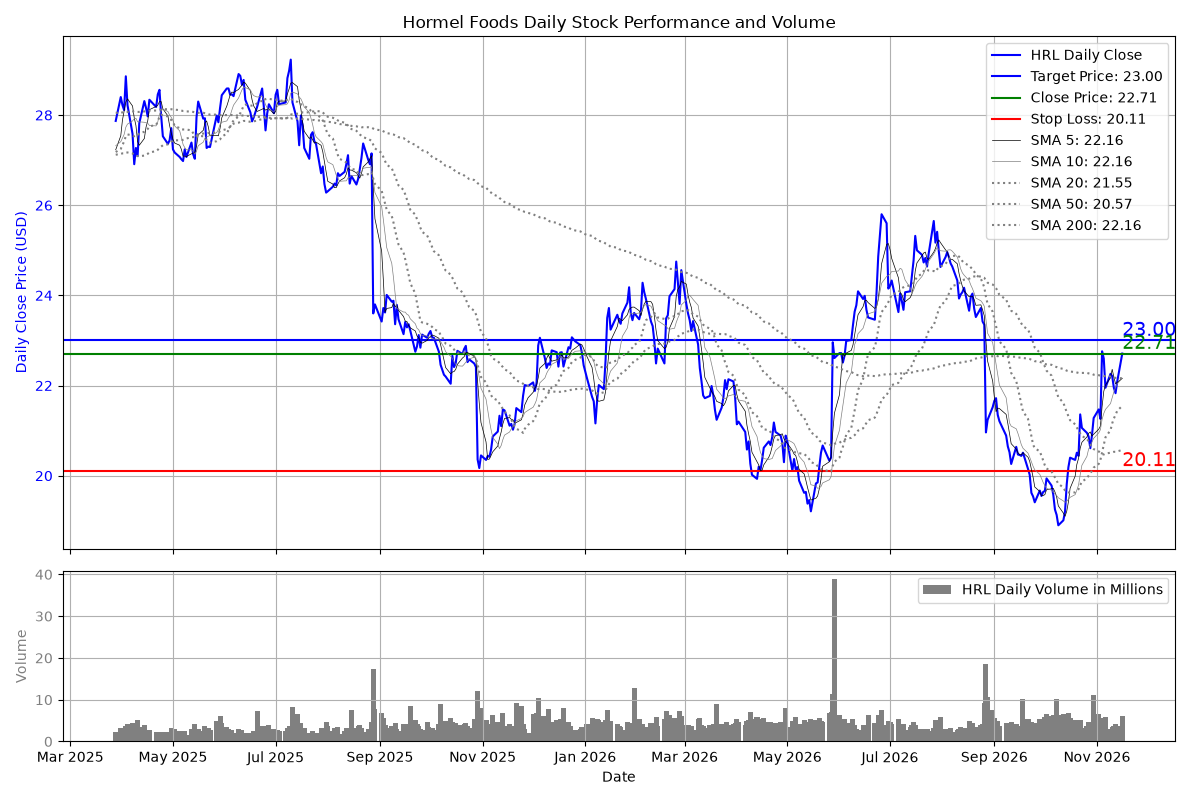 Hormel Foods Daily Stock Performance and Volume
Daily Close Price (USD)
28
26
24
22
20
HRL Daily Close
Target Price: 23.00
Close Price: 22.71
Stop Loss: 20.11
SMA 5: 22.16
SMA 10: 22.16
SMA 20: 21.55
SMA 50: 20.57
SMA 200: 22.16
23.00
22.71
20.11
Volume
40
30
20
10
0
HRL Daily Volume in Millions
Mar 2025
May 2025
Jul 2025
Sep 2025
Nov 2025
Jan 2026
Mar 2026
May 2026
Jul 2026
Sep 2026
Nov 2026
Date